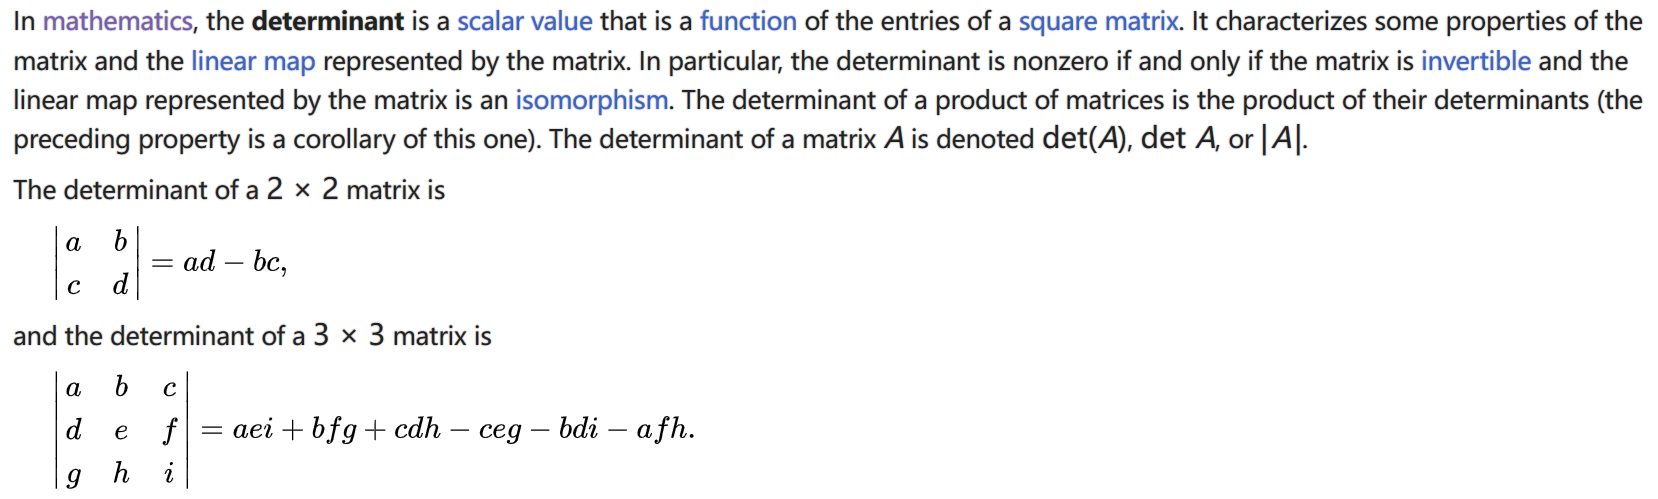 In mathematics, the determinant is a scalar value that is a function of the entries of a square matrix. It characterizes some properties of the
matrix and the linear map represented by the matrix. In particular, the determinant is nonzero if and only if the matrix is invertible and the
linear map represented by the matrix is an isomorphism. The determinant of a product of matrices is the product of their determinants (the
preceding property is a corollary of this one). The determinant of a matrix A is denoted det(A), det A, or |A|.
The determinant of a 2 × 2 matrix is
|a b|
|c d| = ad − bc,
and the determinant of a 3 × 3 matrix is
|a b c|
|d e f| = aei + bfg + cdh − ceg − bdi − afh.
|g h i|